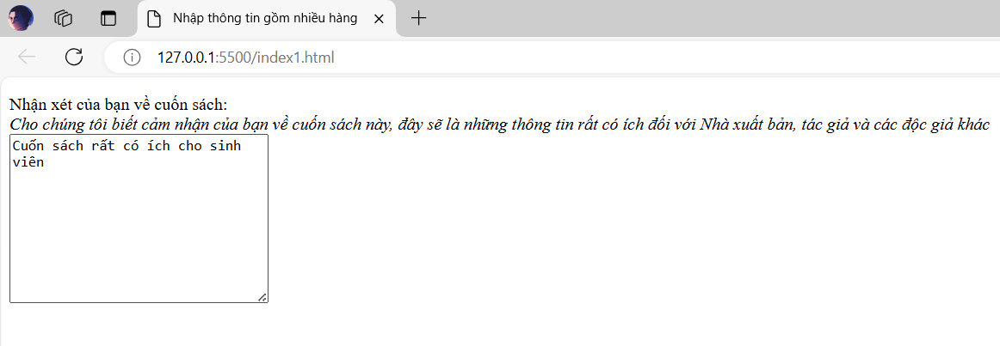 Nhập thông tin gồm nhiều hàng
127.0.0.1:5500/index1.html
Nhận xét của bạn về cuốn sách:
Cho chúng tôi biết cảm nhận của bạn về cuốn sách này, đây sẽ là những thông tin rất có ích đối với Nhà xuất bản, tác giả và các độc giả khác
Cuốn sách rất có ích cho sinh
viên